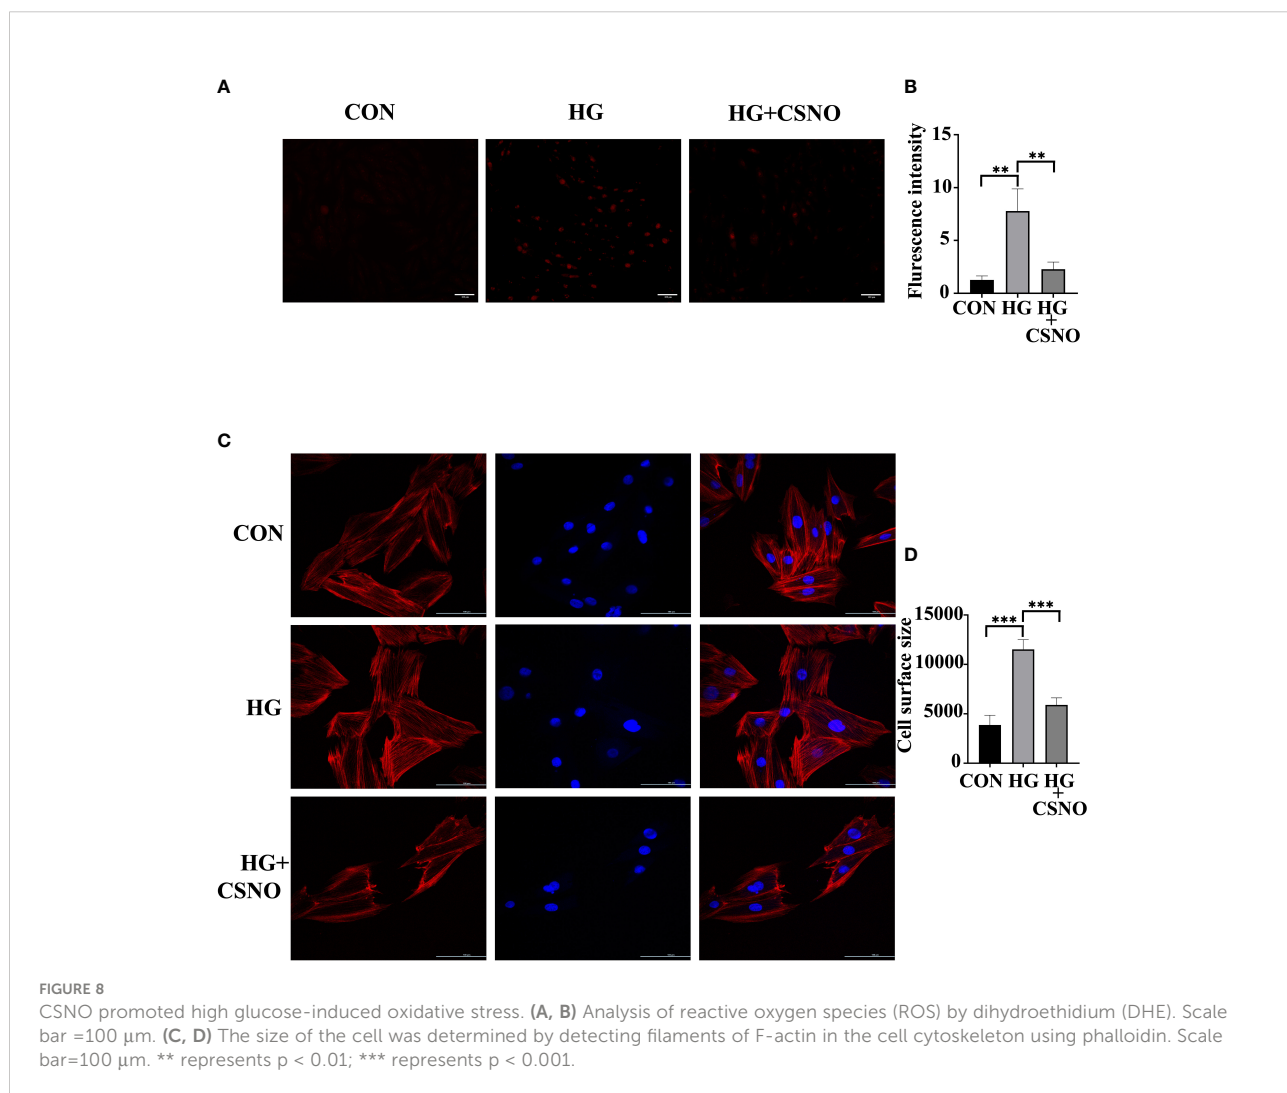 A
CON
HG
HG+CSNO
B
Flurescence intensity
15
10
5
0
**
**
CON
HG
HG
+
CSNO
C
CON
HG
HG+
CSNO
D
Cell surface size
15000
10000
5000
0
***
***
CON
HG
HG
+
CSNO
FIGURE 8
CSNO promoted high glucose-induced oxidative stress. (A, B) Analysis of reactive oxygen species (ROS) by dihydroethidium (DHE). Scale
bar =100 μm. (C, D) The size of the cell was determined by detecting filaments of F-actin in the cell cytoskeleton using phalloidin. Scale
bar=100 μm. ** represents p < 0.01; *** represents p < 0.001.